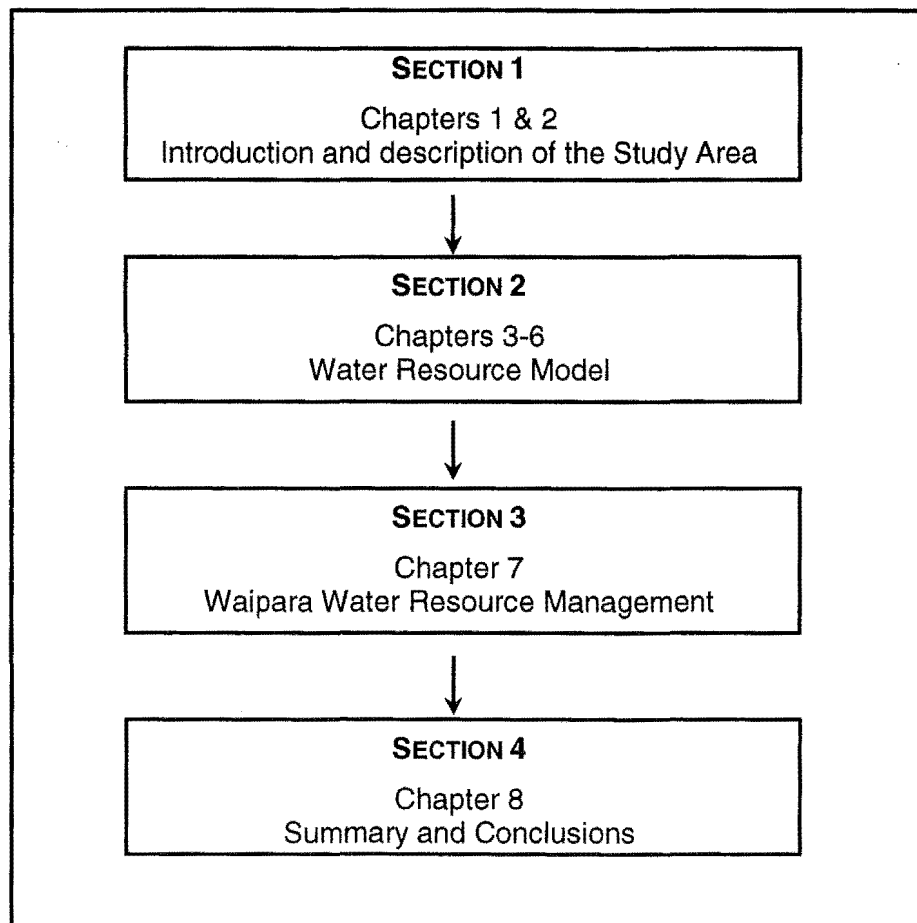 SECTION 1
Chapters 1 & 2
Introduction and description of the Study Area
SECTION 2
Chapters 3-6
Water Resource Model
SECTION 3
Chapter 7
Waipara Water Resource Management
SECTION 4
Chapter 8
Summary and Conclusions